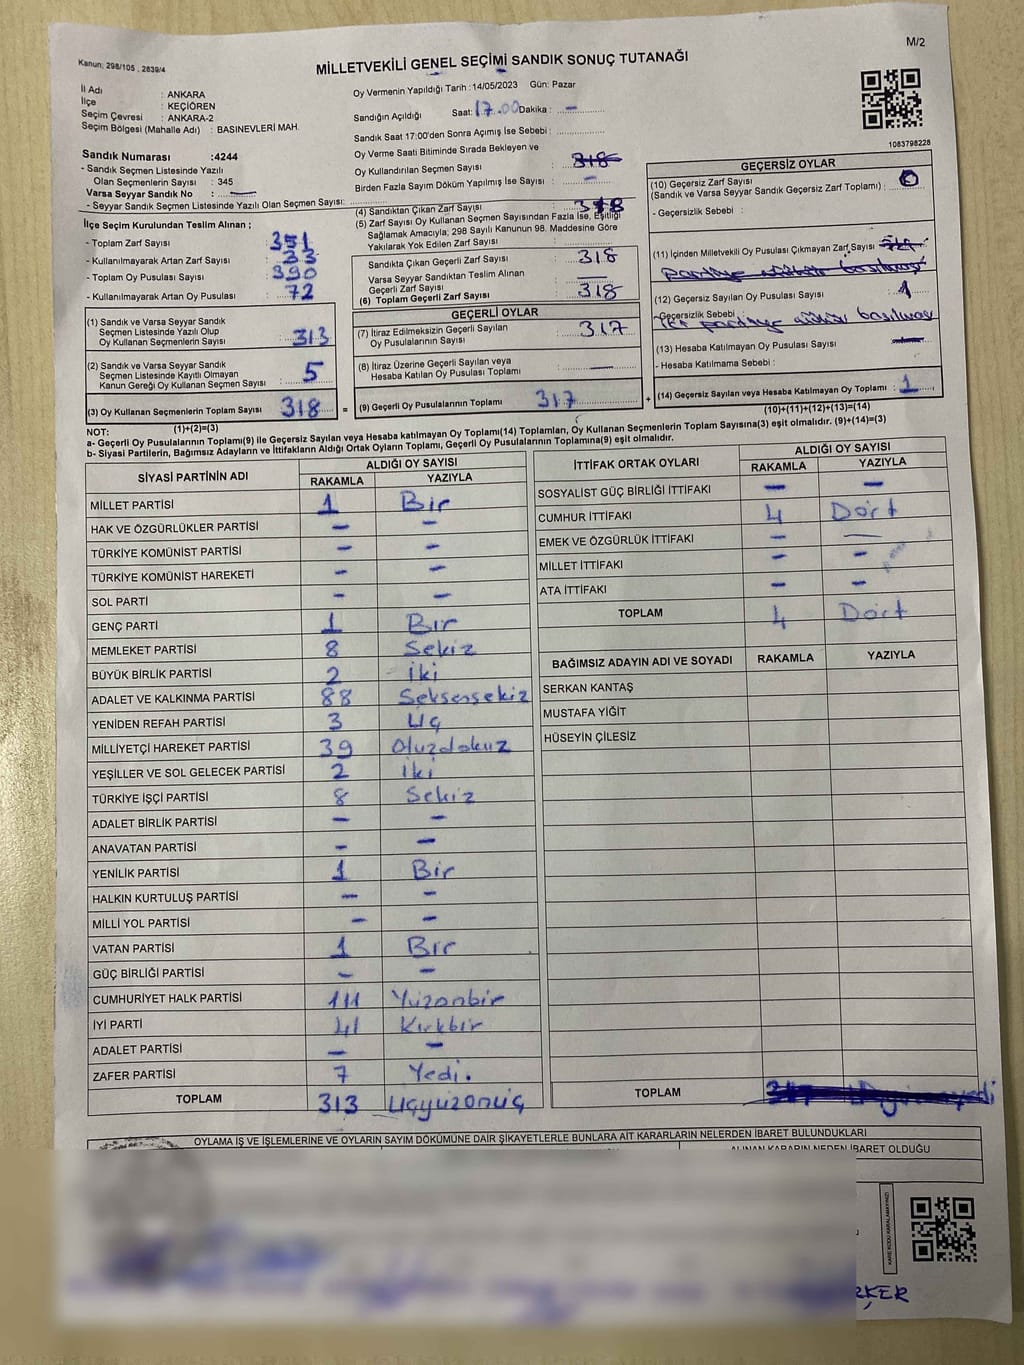 M/2
Kanun; 298/105 , 2839/4
MİLLETVEKİLİ GENEL SEÇİMİ SANDIK SONUÇ TUTANAĞI
İl Adı : ANKARA
İlçe : KEÇİÖREN
Seçim Çevresi : ANKARA-2
Seçim Bölgesi (Mahalle Adı) : BASINEVLERİ MAH.
Oy Vermenin Yapıldığı Tarih :14/05/2023 Gün: Pazar
Sandığın Açıldığı Saat: 17.00 Dakika : –
Sandık Saat 17:00'den Sonra Açımış İse Sebebi :
Oy Verme Saati Bitiminde Sırada Bekleyen ve
Oy Kullandırılan Seçmen Sayısı : 318
Birden Fazla Sayım Döküm Yapılmış İse Sayısı : –
1083798228
Sandık Numarası :4244
- Sandık Seçmen Listesinde Yazılı
Olan Seçmenlerin Sayısı : 345
Varsa Seyyar Sandık No : —
- Seyyar Sandık Seçmen Listesinde Yazılı Olan Seçmen Sayısı:
İlçe Seçim Kurulundan Teslim Alınan ;
- Toplam Zarf Sayısı : 351
- Kullanılmayarak Artan Zarf Sayısı : 33
- Toplam Oy Pusulası Sayısı : 390
- Kullanılmayarak Artan Oy Pusulası : 72
(1) Sandık ve Varsa Seyyar Sandık
Seçmen Listesinde Yazılı Olup
Oy Kullanan Seçmenlerin Sayısı : 313
(2) Sandık ve Varsa Seyyar Sandık
Seçmen Listesinde Kayıtlı Olmayan
Kanun Gereği Oy Kullanan Seçmen Sayısı : 5
(3) Oy Kullanan Seçmenlerin Toplam Sayısı 318 =
(1)+(2)=(3)
(4) Sandıktan Çıkan Zarf Sayısı : 318
(5) Zarf Sayısı Oy Kullanan Seçmen Sayısından Fazla İse, Eşitliği
Sağlamak Amacıyla; 298 Sayılı Kanunun 98. Maddesine Göre
Yakılarak Yok Edilen Zarf Sayısı :
Sandıkta Çıkan Geçerli Zarf Sayısı : 318
Varsa Seyyar Sandıktan Teslim Alınan
Geçerli Zarf Sayısı : —
(6) Toplam Geçerli Zarf Sayısı : 318
GEÇERLİ OYLAR
(7) İtiraz Edilmeksizin Geçerli Sayılan
Oy Pusulalarının Sayısı : 317
(8) İtiraz Üzerine Geçerli Sayılan veya
Hesaba Katılan Oy Pusulası Toplamı : —
(9) Geçerli Oy Pusulalarının Toplamı 317 +
GEÇERSİZ OYLAR
(10) Geçersiz Zarf Sayısı
(Sandık ve Varsa Seyyar Sandık Geçersiz Zarf Toplamı) : 0
- Geçersizlik Sebebi :
(11) İçinden Milletvekili Oy Pusulası Çıkmayan Zarf Sayısı :
(12) Geçersiz Sayılan Oy Pusulası Sayısı : 1
- Geçersizlik Sebebi : iki partiye mühür basılması
(13) Hesaba Katılmayan Oy Pusulası Sayısı : —
- Hesaba Katılmama Sebebi :
(14) Geçersiz Sayılan veya Hesaba Katılmayan Oy Toplamı : 1
(10)+(11)+(12)+(13)=(14)
NOT:
a- Geçerli Oy Pusulalarının Toplamı(9) ile Geçersiz Sayılan veya Hesaba katılmayan Oy Toplamı(14) Toplamları, Oy Kullanan Seçmenlerin Toplam Sayısına(3) eşit olmalıdır. (9)+(14)=(3)
b- Siyasi Partilerin, Bağımsız Adayların ve İttifakların Aldığı Ortak Oyların Toplamı, Geçerli Oy Pusulalarının Toplamına(9) eşit olmalıdır.
SİYASİ PARTİNİN ADI ALDIĞI OY SAYISI
RAKAMLA YAZIYLA
MİLLET PARTİSİ 1 Bir
HAK VE ÖZGÜRLÜKLER PARTİSİ – –
TÜRKİYE KOMÜNİST PARTİSİ – –
TÜRKİYE KOMÜNİST HAREKETİ – –
SOL PARTİ – –
GENÇ PARTİ 1 Bir
MEMLEKET PARTİSİ 8 Sekiz
BÜYÜK BİRLİK PARTİSİ 2 iki
ADALET VE KALKINMA PARTİSİ 88 Seksensekiz
YENİDEN REFAH PARTİSİ 3 Uç
MİLLİYETÇİ HAREKET PARTİSİ 39 Otuzdokuz
YEŞİLLER VE SOL GELECEK PARTİSİ 2 iki
TÜRKİYE İŞÇİ PARTİSİ 8 Sekiz
ADALET BİRLİK PARTİSİ – –
ANAVATAN PARTİSİ – –
YENİLİK PARTİSİ 1 Bir
HALKIN KURTULUŞ PARTİSİ – –
MİLLİ YOL PARTİSİ – –
VATAN PARTİSİ 1 Bir
GÜÇ BİRLİĞİ PARTİSİ – –
CUMHURİYET HALK PARTİSİ 111 Yüzonbir
İYİ PARTİ 41 Kırkbir
ADALET PARTİSİ – –
ZAFER PARTİSİ 7 Yedi.
TOPLAM 313 Uçyüzonüç
İTTİFAK ORTAK OYLARI ALDIĞI OY SAYISI
RAKAMLA YAZIYLA
SOSYALİST GÜÇ BİRLİĞİ İTTİFAKI – –
CUMHUR İTTİFAKI 4 Dört
EMEK VE ÖZGÜRLÜK İTTİFAKI – —
MİLLET İTTİFAKI – –
ATA İTTİFAKI – –
TOPLAM 4 Dört
BAĞIMSIZ ADAYIN ADI VE SOYADI RAKAMLA YAZIYLA
SERKAN KANTAŞ
MUSTAFA YİĞİT
HÜSEYİN ÇİLESİZ
TOPLAM
OYLAMA İŞ VE İŞLEMLERİNE VE OYLARIN SAYIM DÖKÜMÜNE DAİR ŞİKAYETLERLE BUNLARA AİT KARARLARIN NELERDEN İBARET BULUNDUKLARI
ALINAN KARARIN NEDEN İBARET OLDUĞU
KARE KODU KARALAMAYINIZ!